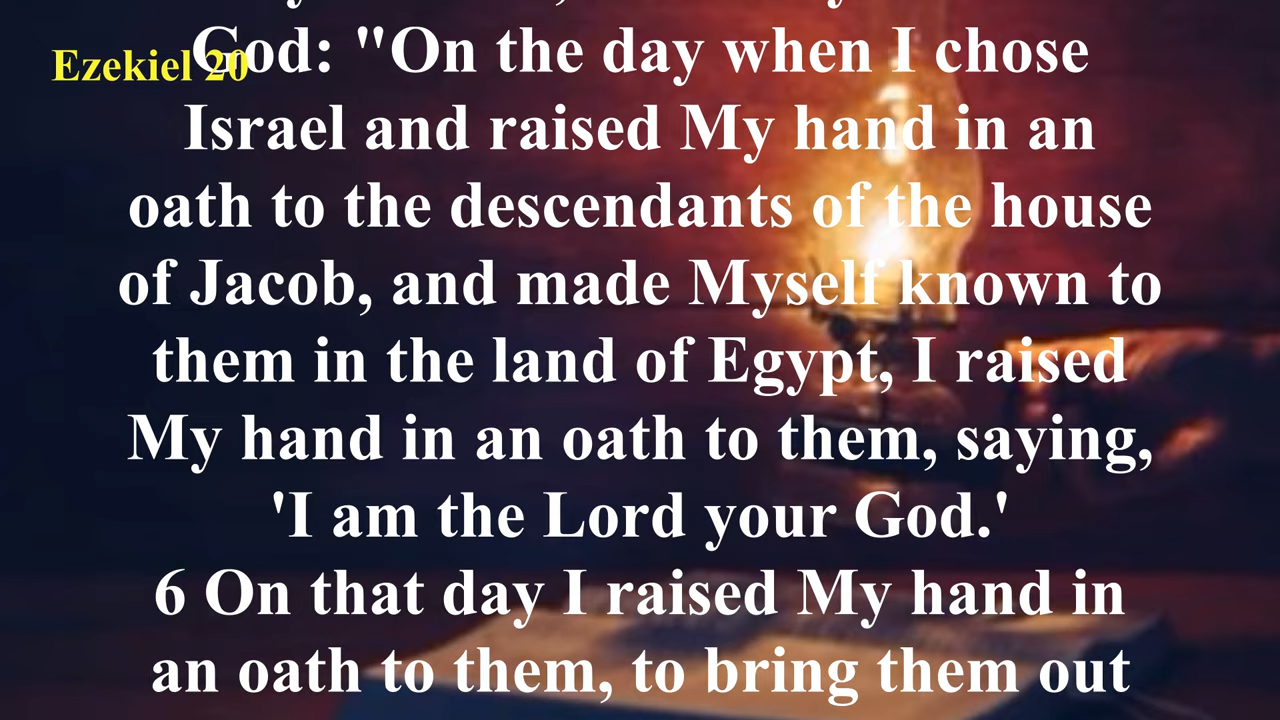 Ezekiel 20
God: "On the day when I chose
Israel and raised My hand in an
oath to the descendants of the house
of Jacob, and made Myself known to
them in the land of Egypt, I raised
My hand in an oath to them, saying,
'I am the Lord your God.'
6 On that day I raised My hand in
an oath to them, to bring them out